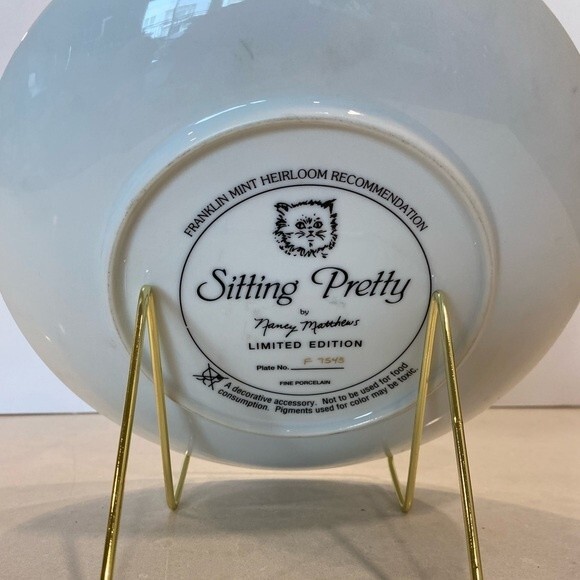 FRANKLIN MINT HEIRLOOM RECOMMENDATION
Sitting Pretty
by
Nancy Matthews
LIMITED EDITION
Plate No. F 7545
FINE PORCELAIN
A decorative accessory. Not to be used for food
consumption. Pigments used for color may be toxic.